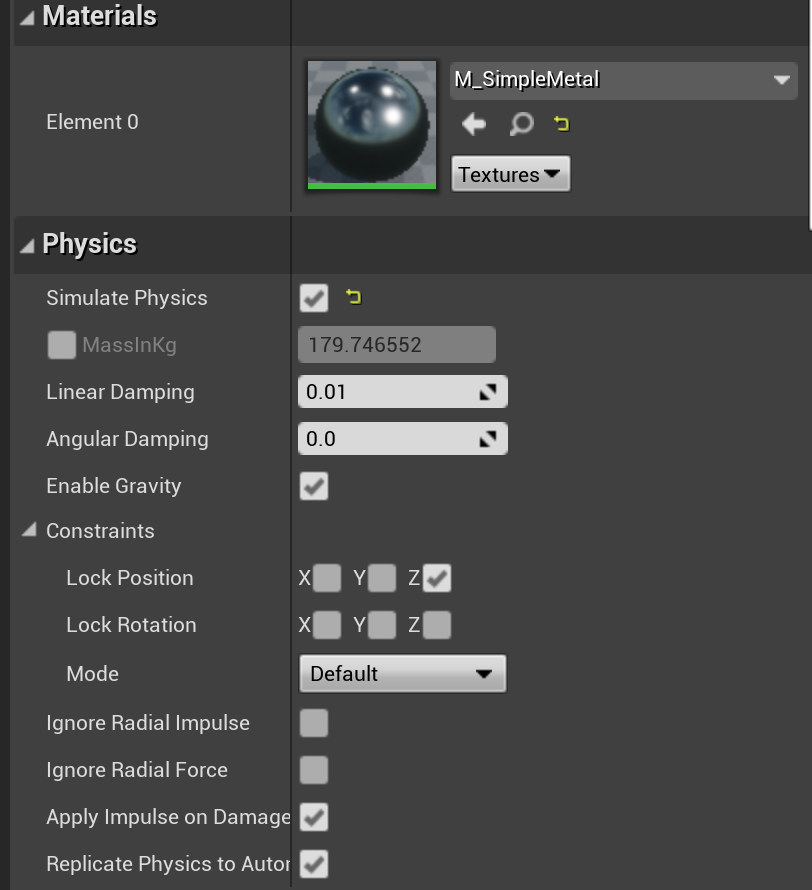 Materials
Element 0
M_SimpleMetal
Textures
Physics
Simulate Physics
MassInKg 179.746552
Linear Damping 0.01
Angular Damping 0.0
Enable Gravity
Constraints
Lock Position X Y Z
Lock Rotation X Y Z
Mode Default
Ignore Radial Impulse
Ignore Radial Force
Apply Impulse on Damage
Replicate Physics to Autor